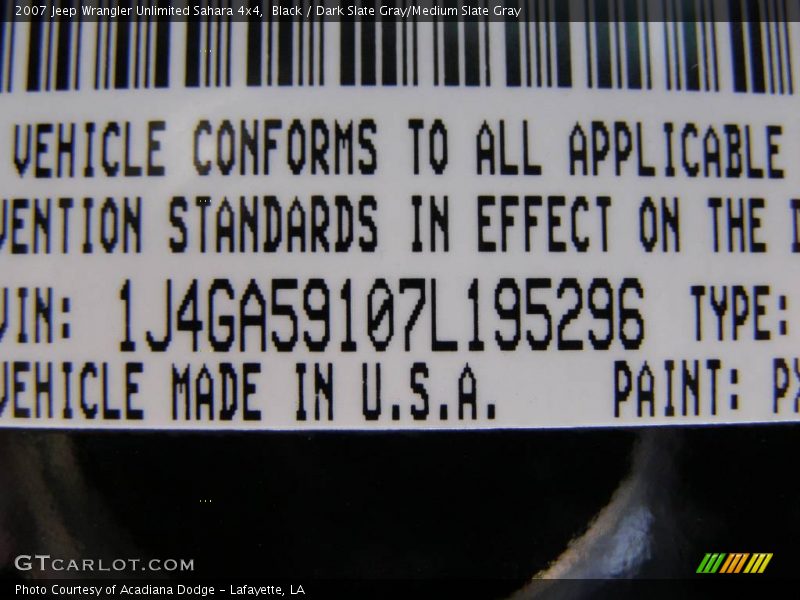 2007 Jeep Wrangler Unlimited Sahara 4x4, Black / Dark Slate Gray/Medium Slate Gray
VEHICLE CONFORMS TO ALL APPLICABLE
VENTION STANDARDS IN EFFECT ON THE
VIN: 1J4GA59107L195296 TYPE:
VEHICLE MADE IN U.S.A. PAINT: PX
GTCARLOT.COM
Photo Courtesy of Acadiana Dodge - Lafayette, LA